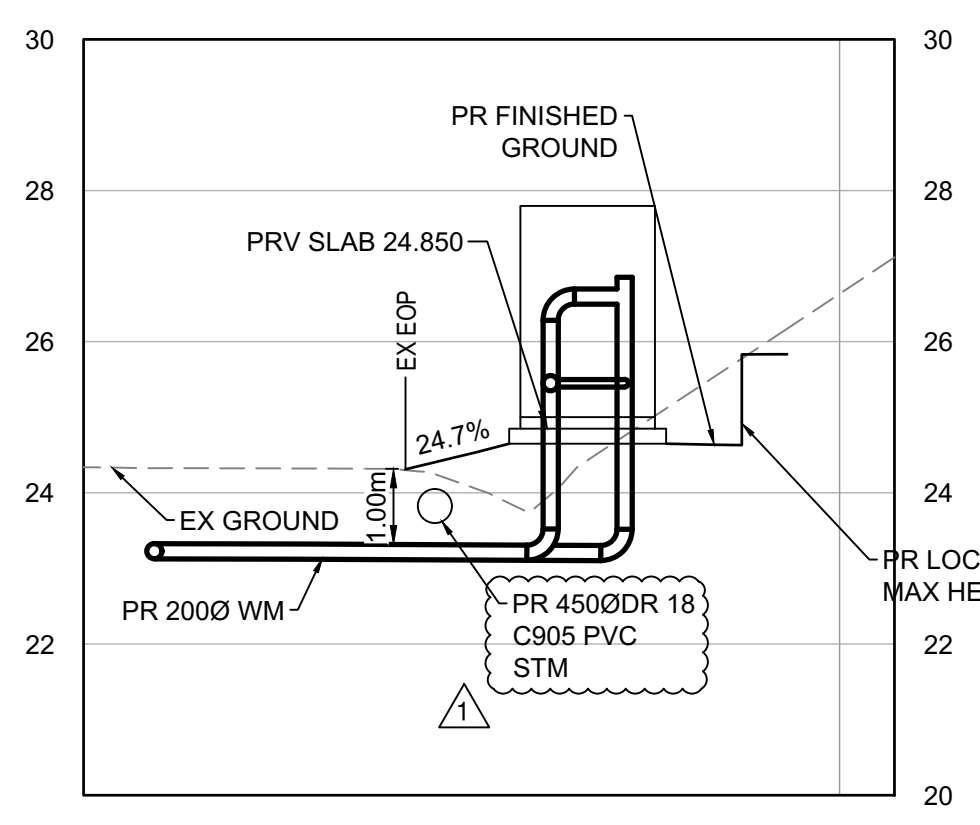 30
30
PR FINISHED
GROUND
28
28
PRV SLAB 24.850
EX EOP
26
26
24.7%
1.00m
24
24
EX GROUND
PR LOC
MAX HE
PR 200Ø WM
PR 450ØDR 18
C905 PVC
STM
22
22
1
20